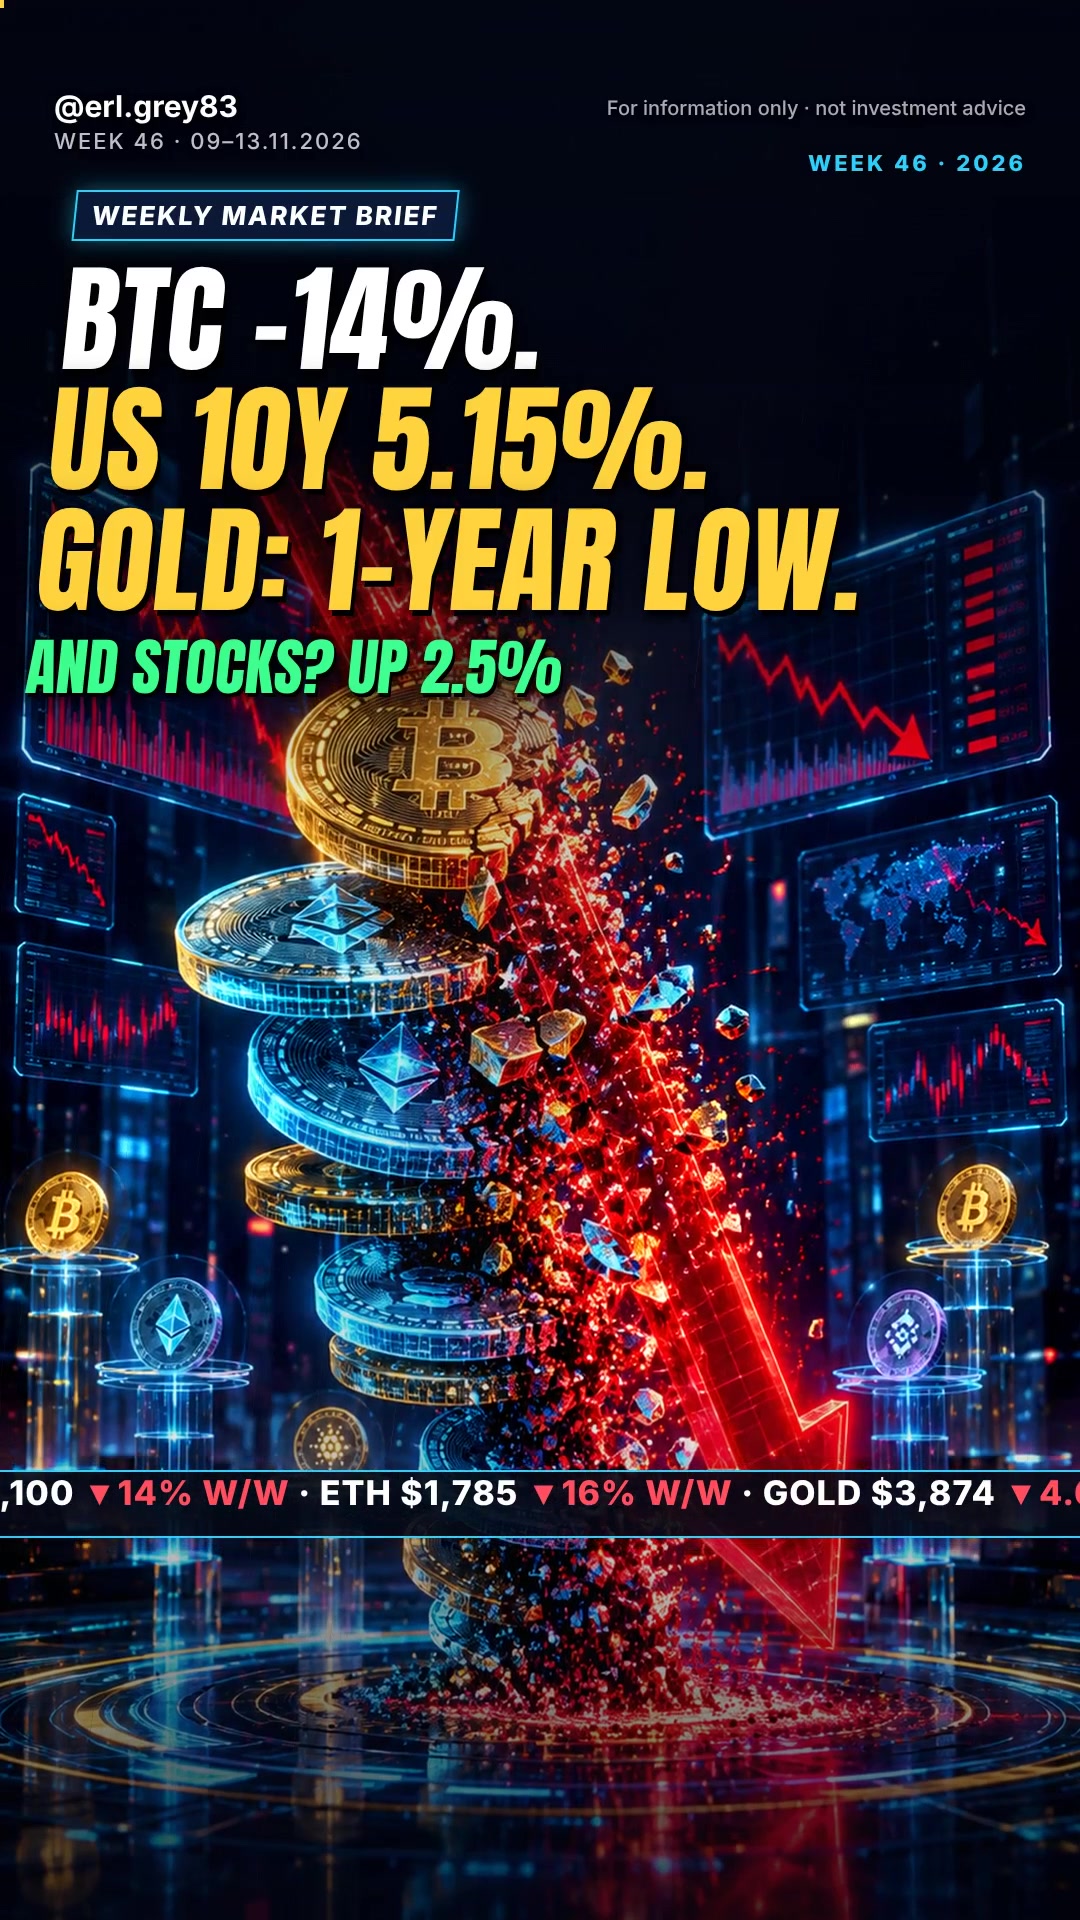 @erl.grey83
WEEK 46 · 09–13.11.2026
For information only · not investment advice
WEEK 46 · 2026
WEEKLY MARKET BRIEF
BTC -14%.
US 10Y 5.15%.
GOLD: 1-YEAR LOW.
AND STOCKS? UP 2.5%
,100 ▼14% W/W · ETH $1,785 ▼16% W/W · GOLD $3,874 ▼4.